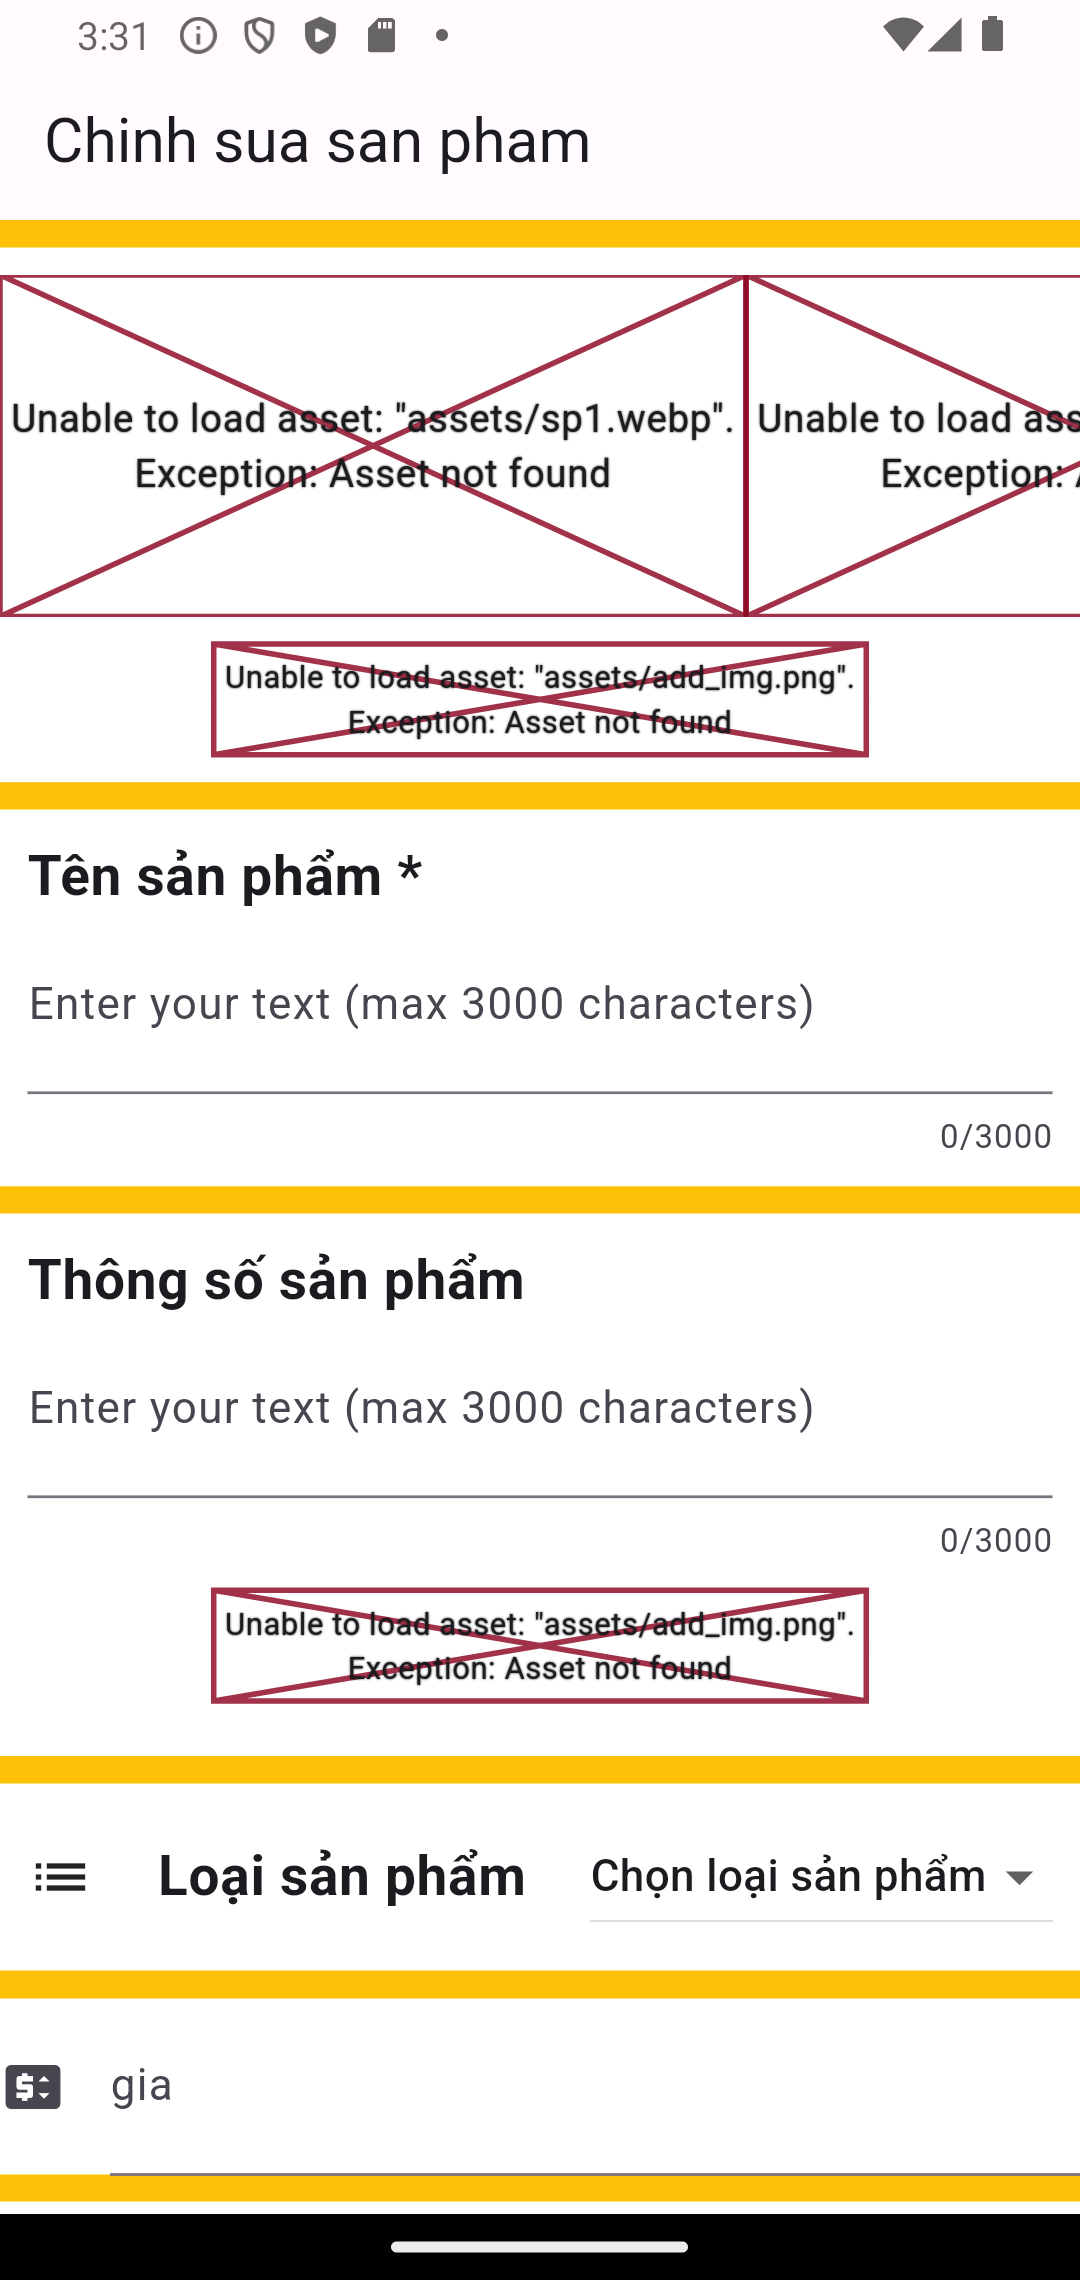 3:31
Chinh sua san pham
Unable to load asset: "assets/sp1.webp".
Exception: Asset not found
Unable to load ass
Exception:
Unable to load asset: "assets/add_img.png".
Exception: Asset not found
Tên sản phẩm *
Enter your text (max 3000 characters)
0/3000
Thông số sản phẩm
Enter your text (max 3000 characters)
0/3000
Unable to load asset: "assets/add_img.png".
Exception: Asset not found
Loại sản phẩm
Chọn loại sản phẩm
gia